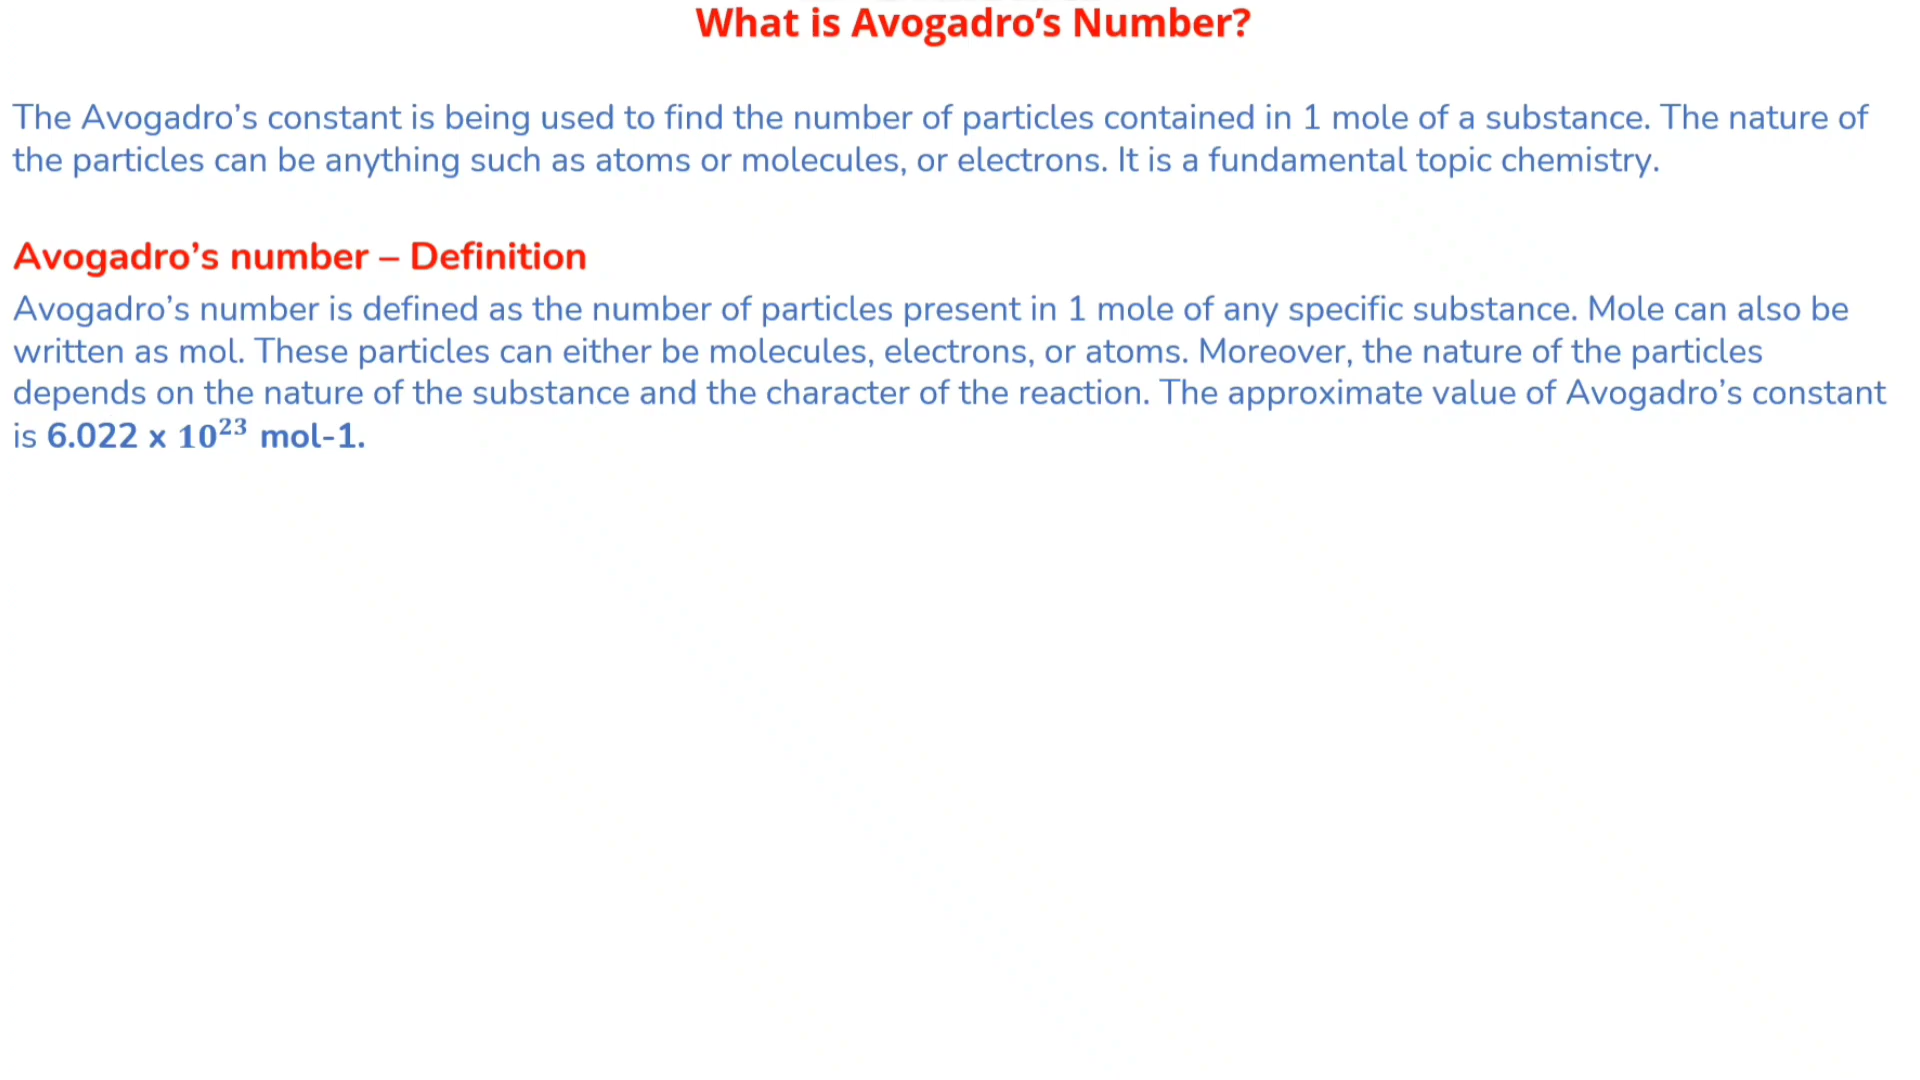 What is Avogadro’s Number?
The Avogadro’s constant is being used to find the number of particles contained in 1 mole of a substance. The nature of
the particles can be anything such as atoms or molecules, or electrons. It is a fundamental topic chemistry.
Avogadro’s number – Definition
Avogadro’s number is defined as the number of particles present in 1 mole of any specific substance. Mole can also be
written as mol. These particles can either be molecules, electrons, or atoms. Moreover, the nature of the particles
depends on the nature of the substance and the character of the reaction. The approximate value of Avogadro’s constant
is 6.022 x 10²³ mol-1.